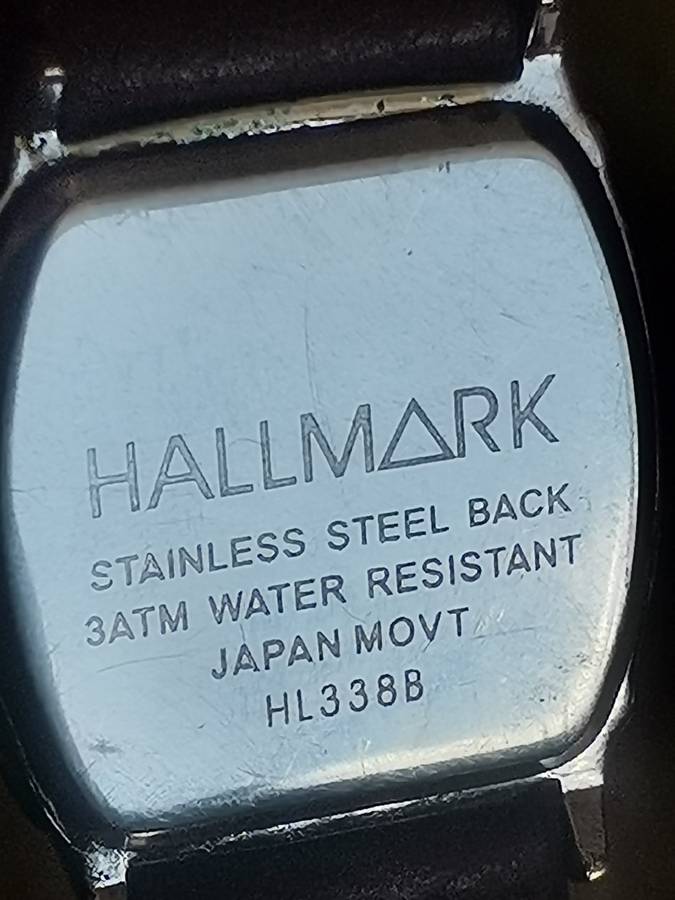 HALLMARK
STAINLESS STEEL BACK
3ATM WATER RESISTANT
JAPAN MOVT
HL338B